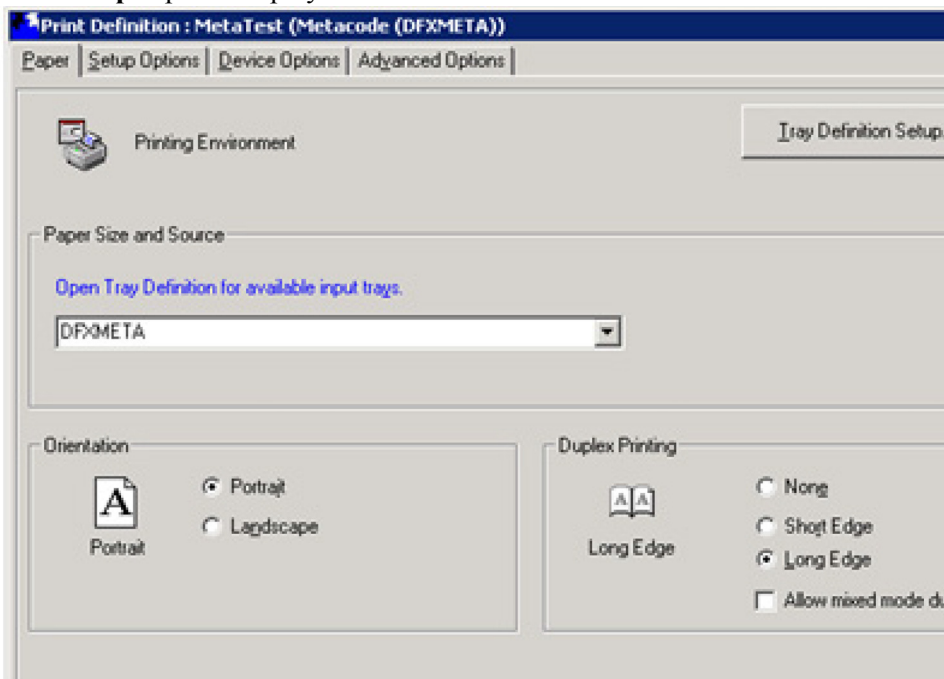 Print Definition : MetaTest (Metacode (DFXMETA))
Paper Setup Options Device Options Advanced Options
Printing Environment
Tray Definition Setup.
Paper Size and Source
Open Tray Definition for available input trays.
DFXMETA
Orientation
A
Portrait
Portrait
Landscape
Duplex Printing
A A
Long Edge
None
Short Edge
Long Edge
Allow mixed mode du